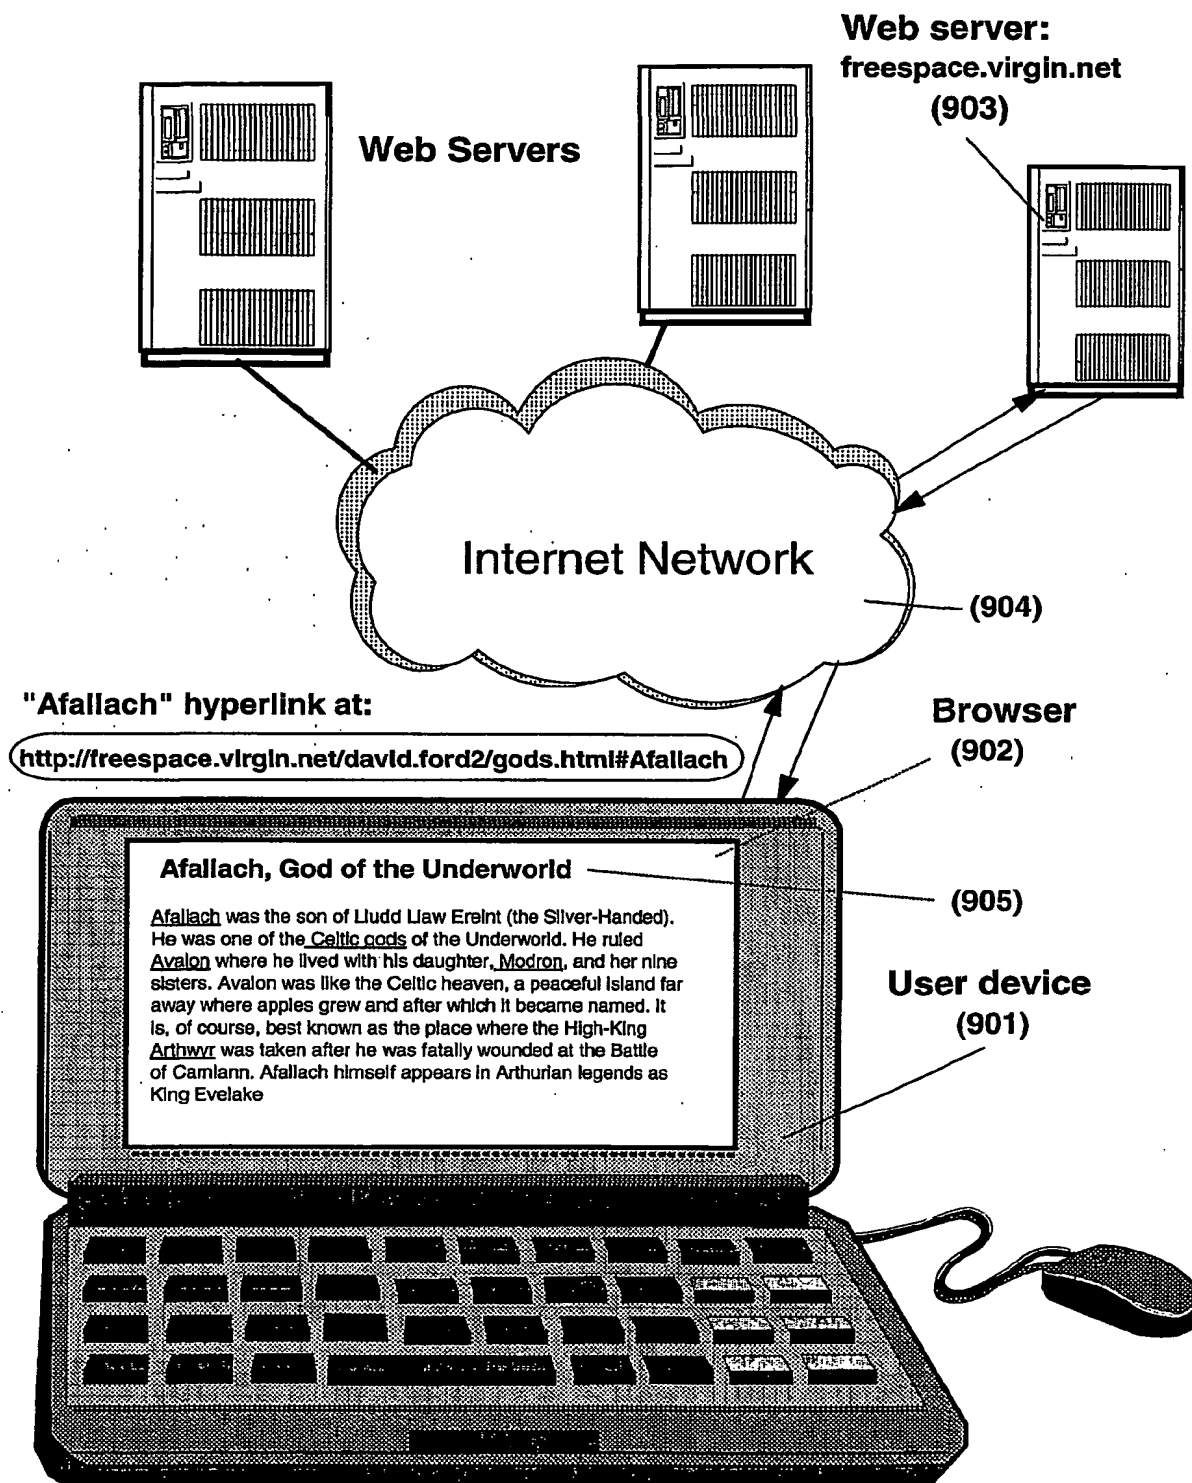 Web server:
freespace.virgin.net
(903)
Web Servers
Internet Network
(904)
"Afallach" hyperlink at:
http://freespace.virgin.net/david.ford2/gods.html#Afallach
Browser
(902)
Afallach, God of the Underworld
(905)
Afallach was the son of Lludd Llaw Ereint (the Silver-Handed).
He was one of the Celtic gods of the Underworld. He ruled
Avalon where he lived with his daughter, Modron, and her nine
sisters. Avalon was like the Celtic heaven, a peaceful island far
away where apples grew and after which it became named. It
is, of course, best known as the place where the High-King
Arthwyr was taken after he was fatally wounded at the Battle
of Camlann. Afallach himself appears in Arthurian legends as
King Evelake
User device
(901)